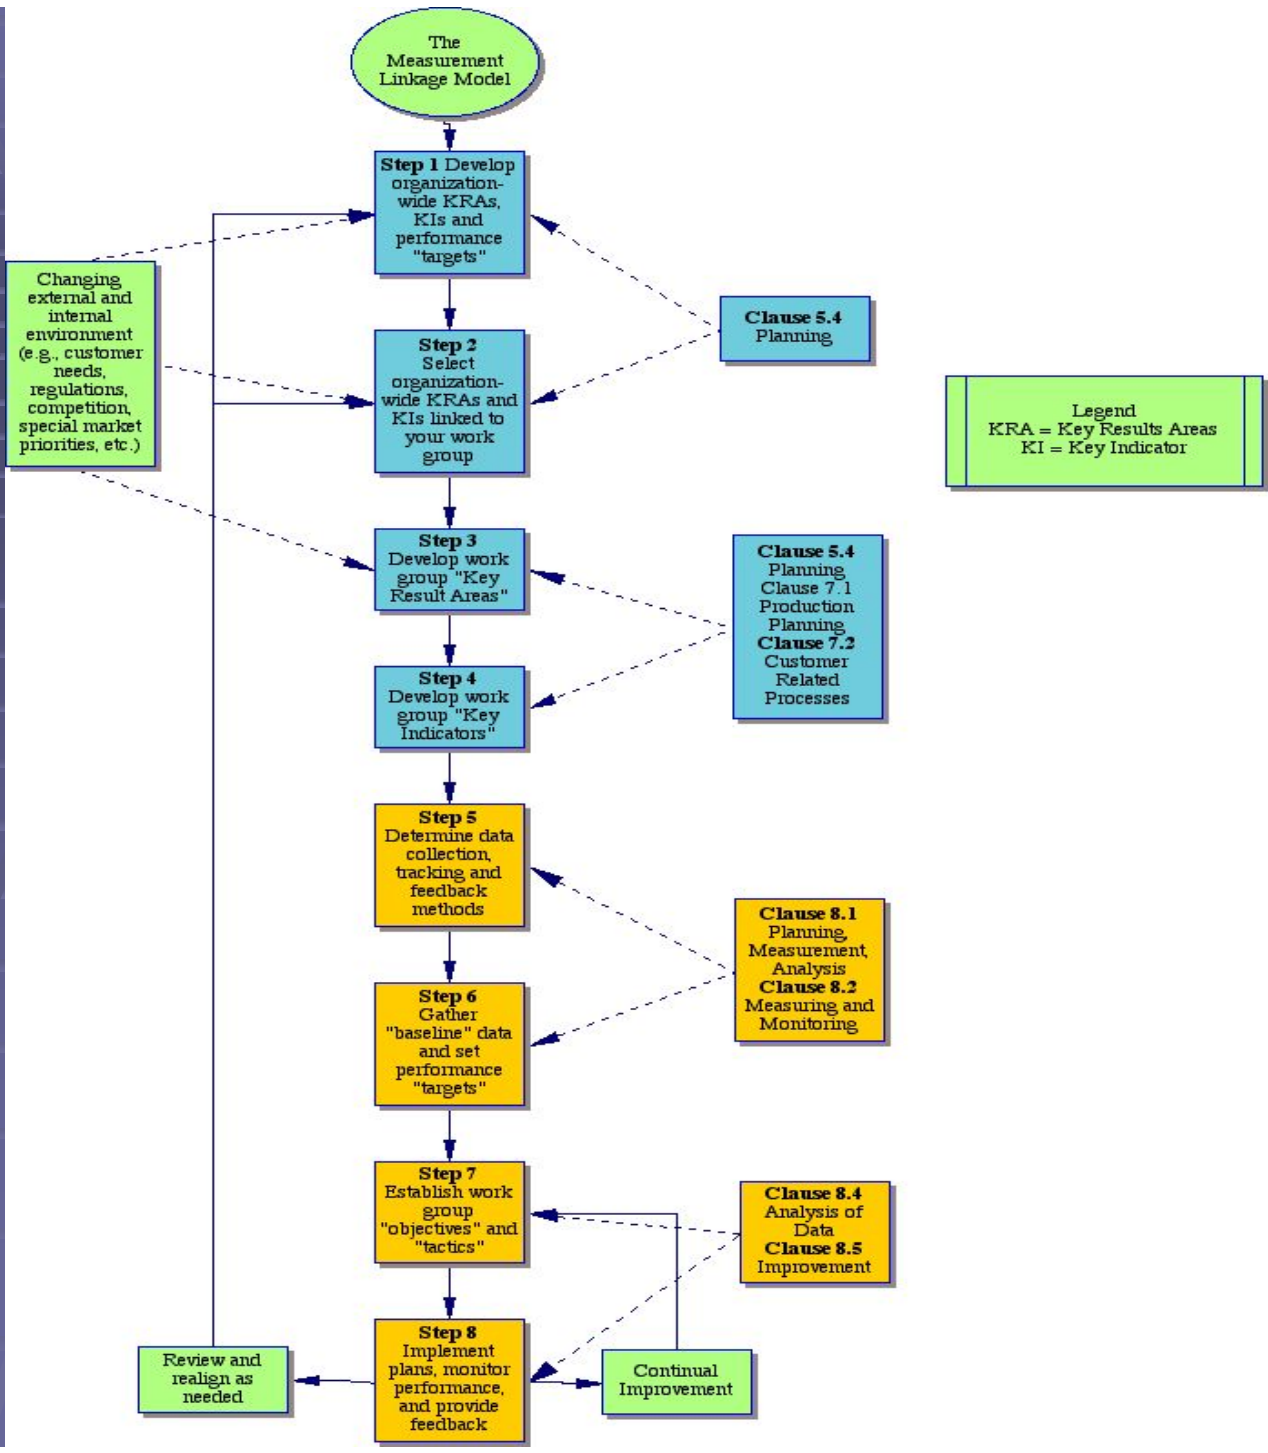 The
Measurement
Linkage Model
Step 1 Develop
organization-
wide KRAs,
KIs and
performance
"targets"
Changing
external and
internal
environment
(e.g., customer
needs,
regulations,
competition,
special market
priorities, etc.)
Clause 5.4
Planning
Step 2
Select
organization-
wide KRAs and
KIs linked to
your work
group
Legend
KRA = Key Results Areas
KI = Key Indicator
Step 3
Develop work
group "Key
Result Areas"
Clause 5.4
Planning
Clause 7.1
Production
Planning
Clause 7.2
Customer
Related
Processes
Step 4
Develop work
group "Key
Indicators"
Step 5
Determine data
collection,
tracking and
feedback
methods
Clause 8.1
Planning,
Measurement,
Analysis
Clause 8.2
Measuring and
Monitoring
Step 6
Gather
"baseline" data
and set
performance
"targets"
Step 7
Establish work
group
"objectives" and
"tactics"
Clause 8.4
Analysis of
Data
Clause 8.5
Improvement
Step 8
Implement
plans, monitor
performance,
and provide
feedback
Review and
realign as
needed
Continual
Improvement